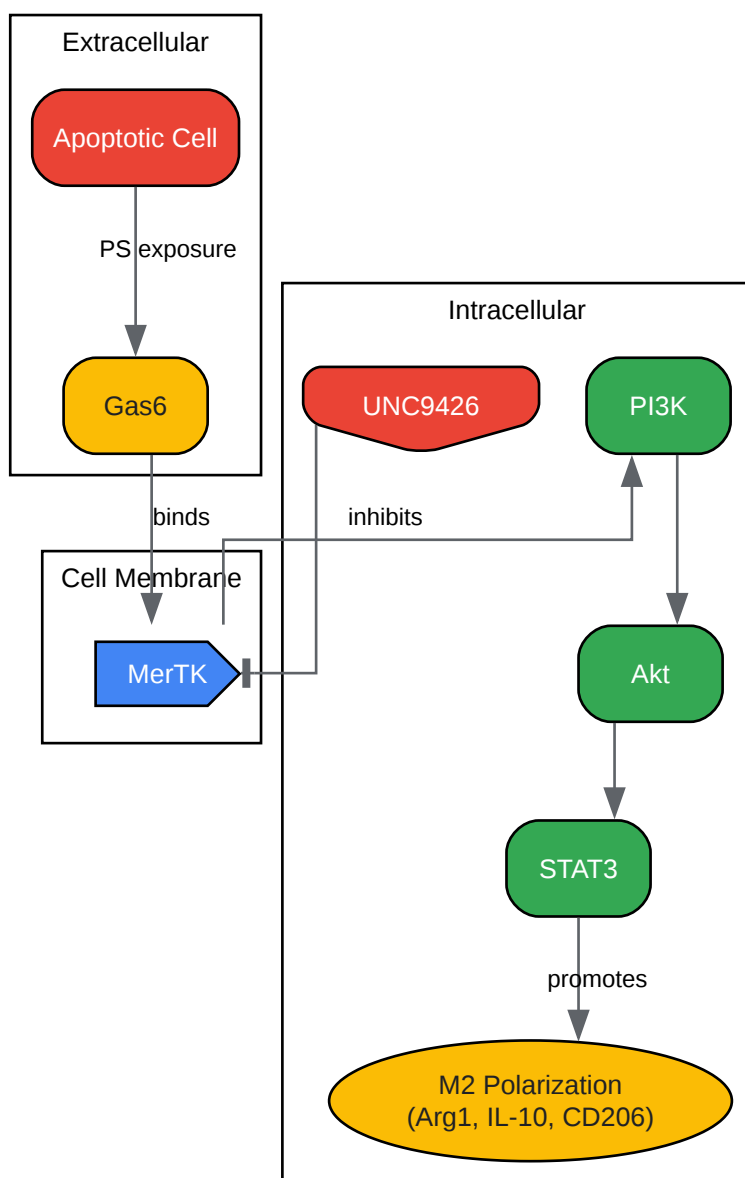 Extracellular
Apoptotic Cell
PS exposure
Intracellular
Gas6
UNC9426
PI3K
binds
inhibits
Cell Membrane
MerTK
Akt
STAT3
promotes
M2 Polarization
(Arg1, IL-10, CD206)